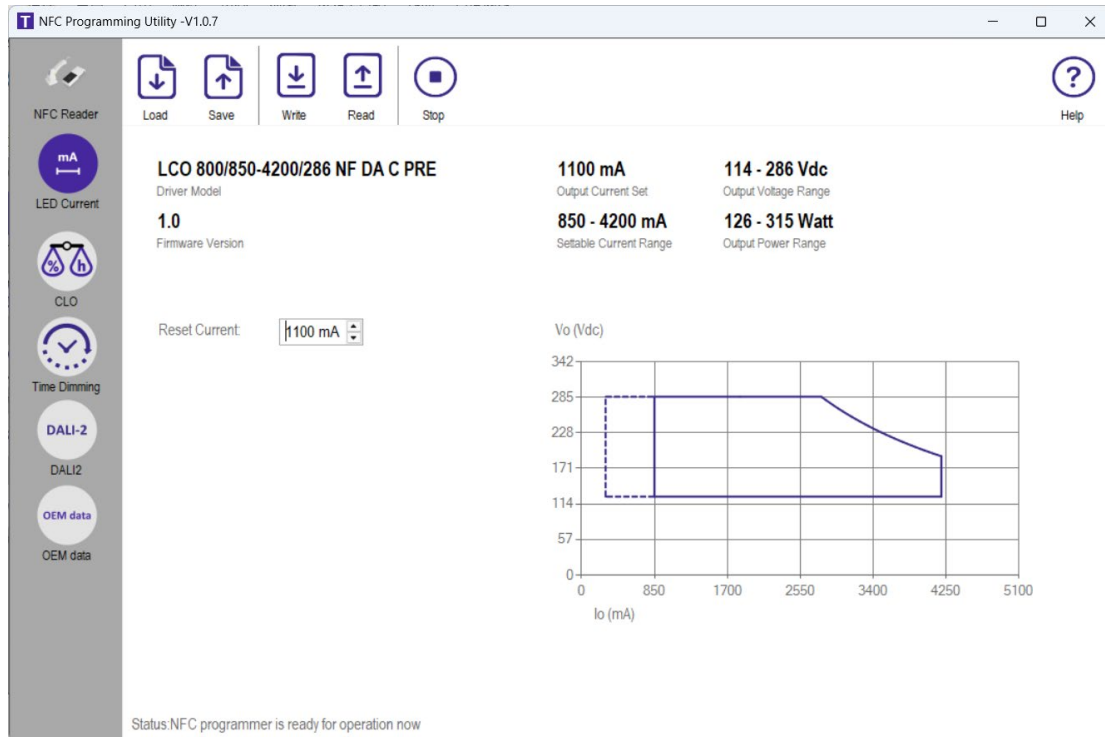 T NFC Programming Utility -V1.0.7
NFC Reader
Load Save Write Read Stop Help
mA
LED Current
% h
CLO
Time Dimming
DALI-2
DALI2
OEM data
OEM data
LCO 800/850-4200/286 NF DA C PRE
Driver Model
1.0
Firmware Version
1100 mA
Output Current Set
850 - 4200 mA
Settable Current Range
114 - 286 Vdc
Output Voltage Range
126 - 315 Watt
Output Power Range
Reset Current: 1100 mA
Vo (Vdc)
342
285
228
171
114
57
0
0 850 1700 2550 3400 4250 5100
Io (mA)
Status:NFC programmer is ready for operation now